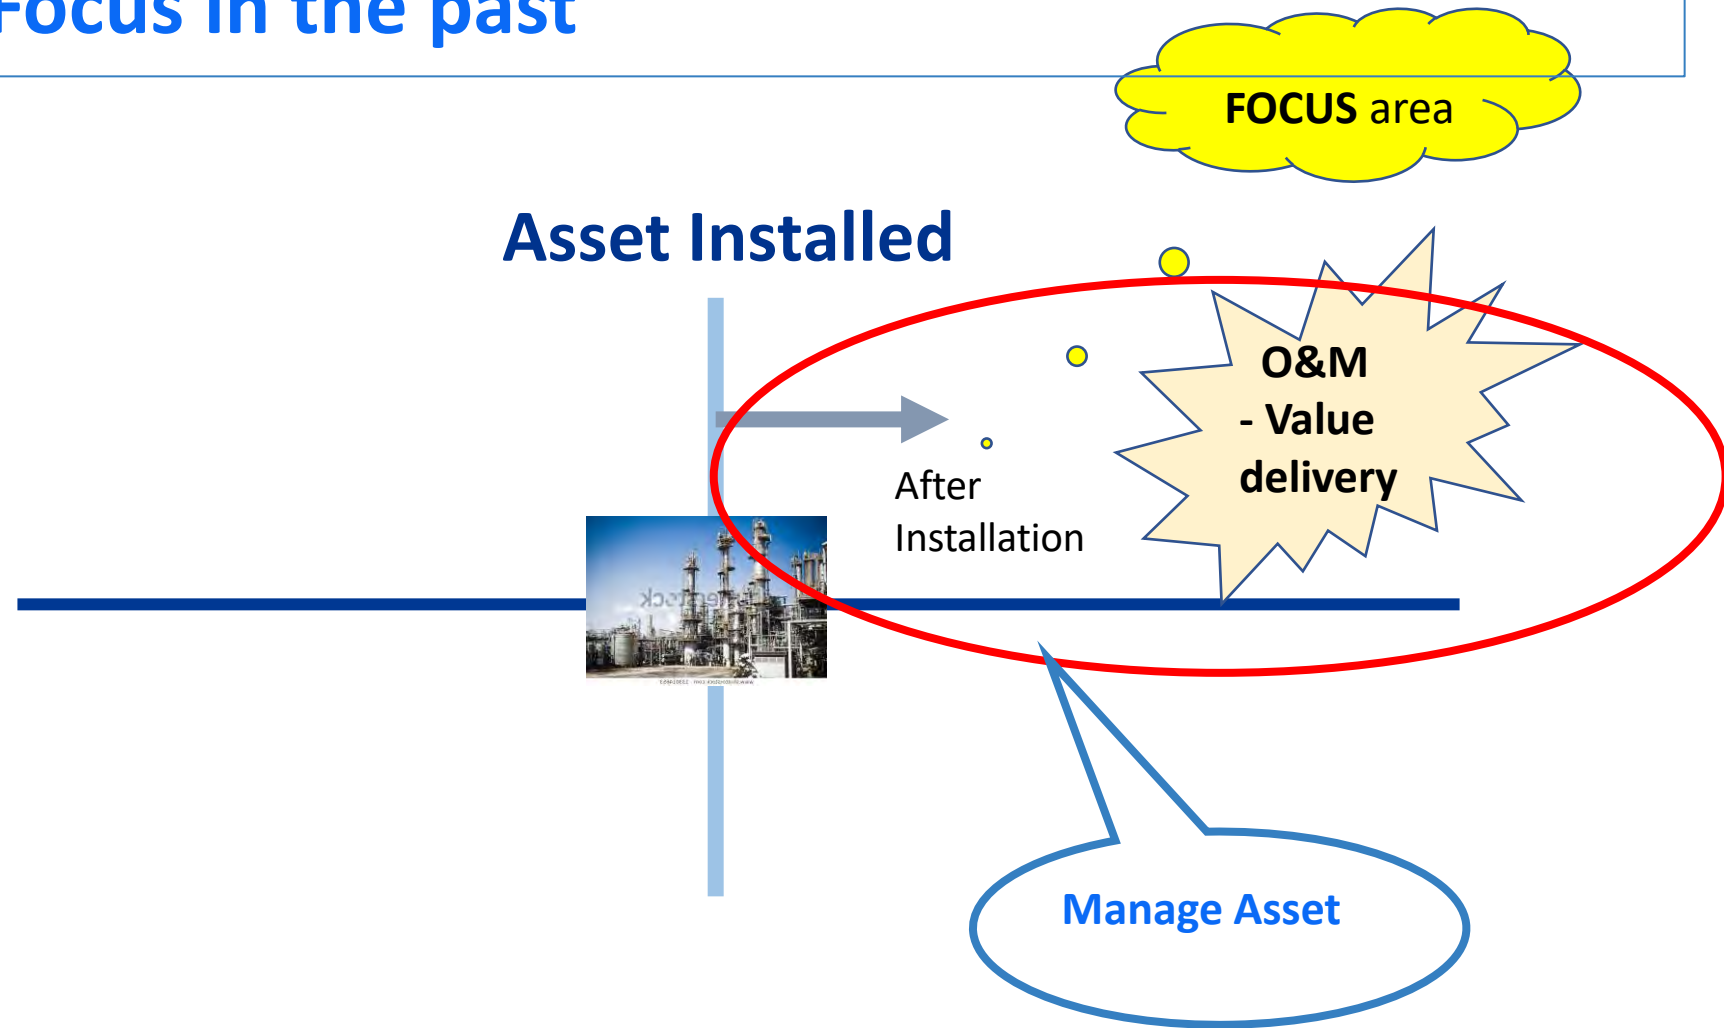 Focus in the past
FOCUS area
Asset Installed
O&M
- Value
delivery
After
Installation
Manage Asset